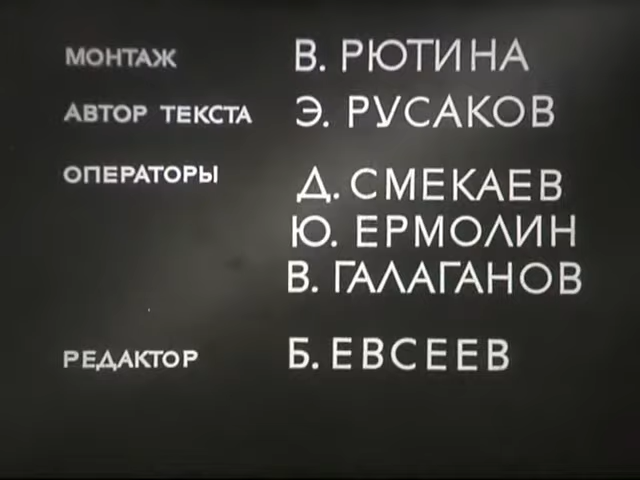 МОНТАЖ В. РЮТИНА
АВТОР ТЕКСТА Э. РУСАКОВ
ОПЕРАТОРЫ Д. СМЕКАЕВ
Ю. ЕРМОЛИН
В. ГАЛАГАНОВ
РЕДАКТОР Б. ЕВСЕЕВ